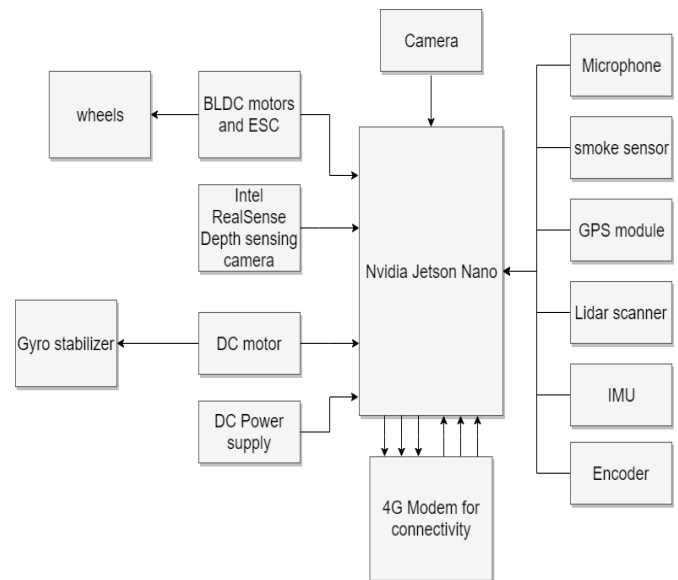 Camera
Microphone
wheels
BLDC motors
and ESC
smoke sensor
Intel
RealSense
Depth sensing
camera
GPS module
Nvidia Jetson Nano
Lidar scanner
Gyro stabilizer
DC motor
IMU
DC Power
supply
Encoder
4G Modem for
connectivity